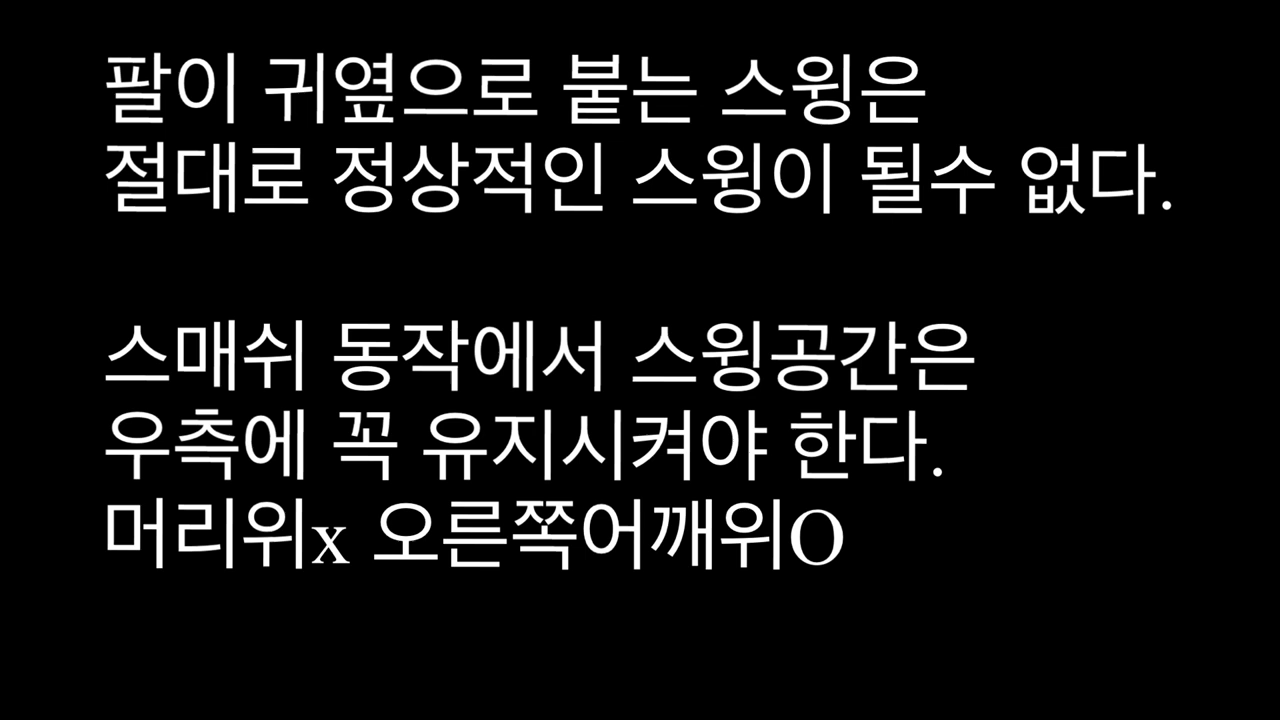 팔이 귀옆으로 붙는 스윙은
절대로 정상적인 스윙이 될수 없다.
스매쉬 동작에서 스윙공간은
우측에 꼭 유지시켜야 한다.
머리위x 오른쪽어깨위O